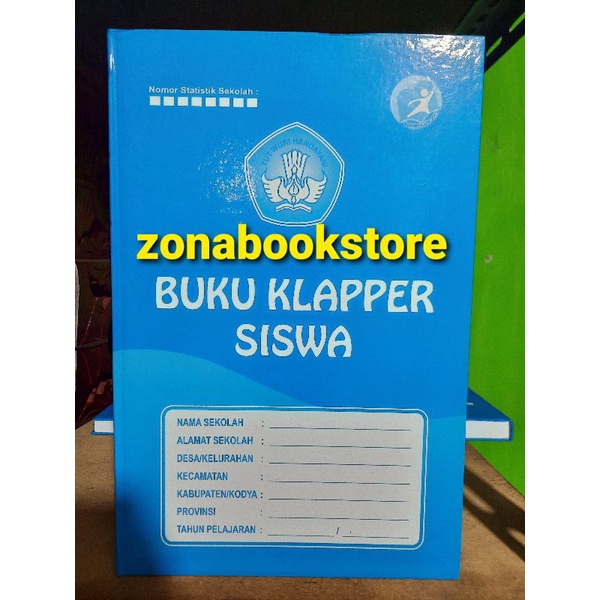 Nomor Statistik Sekolah :
TUT WURI HANDAYANI
zonabookstore
BUKU KLAPPER
SISWA
NAMA SEKOLAH :
ALAMAT SEKOLAH :
DESA/KELURAHAN :
KECAMATAN :
KABUPATEN/KODYA :
PROVINSI :
TAHUN PELAJARAN : /